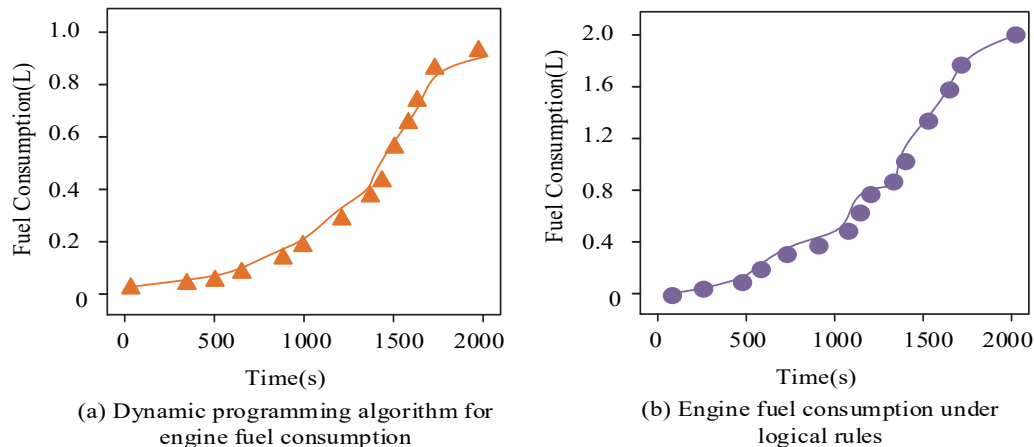 Fuel Consumption(L)
1.0
0.8
0.6
0.4
0.2
0
0 500 1000 1500 2000
Time(s)
(a) Dynamic programming algorithm for
engine fuel consumption
Fuel Consumption(L)
2.0
1.6
1.2
0.8
0.4
0
0 500 1000 1500 2000
Time(s)
(b) Engine fuel consumption under
logical rules